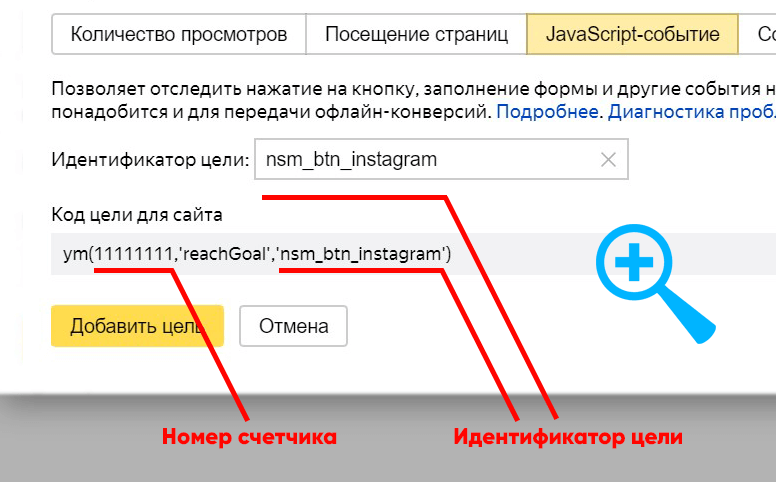 Количество просмотров Посещение страниц JavaScript-событие
Позволяет отследить нажатие на кнопку, заполнение формы и другие события
понадобится и для передачи офлайн-конверсий. Подробнее. Диагностика
Идентификатор цели: nsm_btn_instagram
Код цели для сайта
ym(11111111,'reachGoal','nsm_btn_instagram')
Добавить цель Отмена
Номер счетчика Идентификатор цели